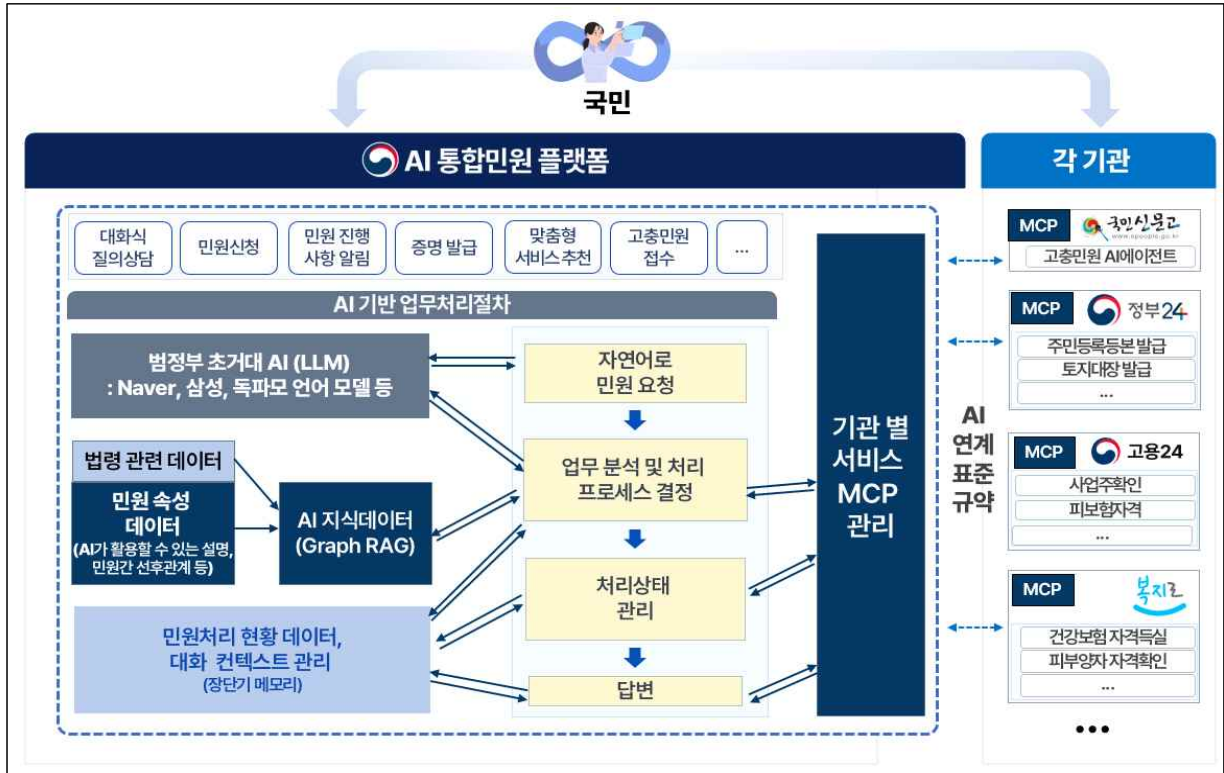 국민
AI 통합민원 플랫폼
각 기관
대화식
질의상담
민원신청
민원 진행
사항 알림
증명 발급
맞춤형
서비스 추천
고충민원
접수
...
AI 기반 업무처리절차
범정부 초거대 AI (LLM)
: Naver, 삼성, 독파모 언어 모델 등
법령 관련 데이터
민원 속성
데이터
(AI가 활용할 수 있는 설명,
민원간 선후관계 등)
AI 지식데이터
(Graph RAG)
민원처리 현황 데이터,
대화 컨텍스트 관리
(장단기 메모리)
자연어로
민원 요청
업무 분석 및 처리
프로세스 결정
처리상태
관리
답변
기관 별
서비스
MCP
관리
AI
연계
표준
규약
MCP 국민신문고
www.epeople.go.kr
고충민원 AI에이전트
MCP 정부24
주민등록등본 발급
토지대장 발급
...
MCP 고용24
사업주확인
피보험자격
...
MCP 복지로
건강보험 자격득실
피부양자 자격확인
...
•••